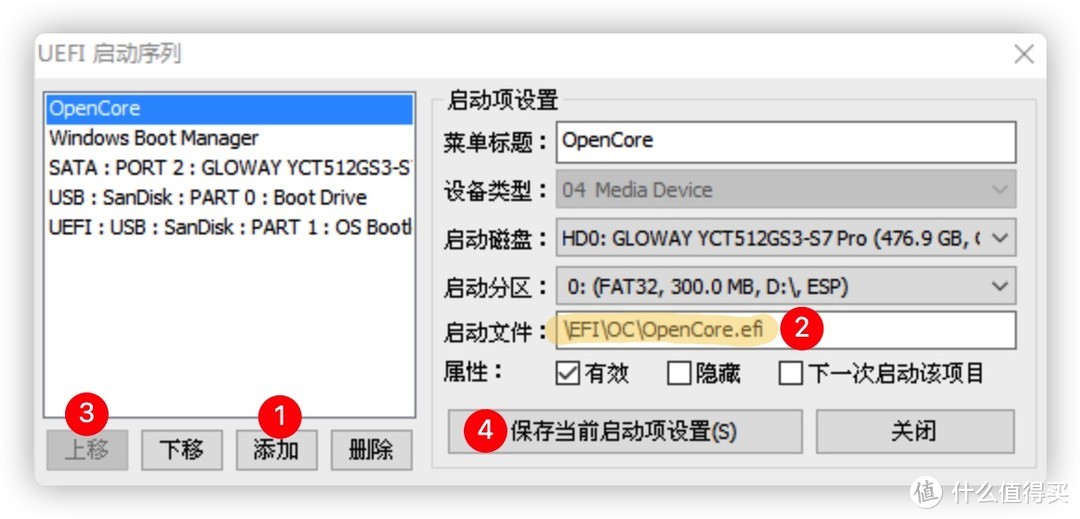 UEFI 启动序列
OpenCore
Windows Boot Manager
SATA : PORT 2 : GLOWAY YCT512GS3-S
USB : SanDisk : PART 0 : Boot Drive
UEFI : USB : SanDisk : PART 1 : OS Bootl
3
1
上移
下移
添加
删除
启动项设置
菜单标题：
OpenCore
设备类型：
04 Media Device
启动磁盘：
HD0: GLOWAY YCT512GS3-S7 Pro (476.9 GB, G
启动分区：
0: (FAT32, 300.0 MB, D:\, ESP)
启动文件：
\EFI\OC\OpenCore.efi
2
属性：
有效
隐藏
下一次启动该项目
4
保存当前启动项设置(S)
关闭
值 什么值得买